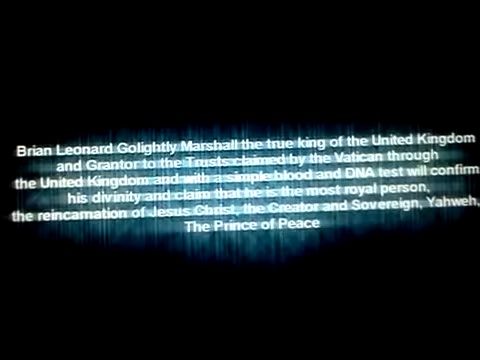 Brian Leonard Golightly Marshall the true king of the United Kingdom
and Grantor to the Trusts claimed by the Vatican through
the United Kingdom and with a simple blood and DNA test will confirm
his divinity and claim that he is the most royal person,
the reincarnation of Jesus Christ, the Creator and Sovereign, Yahweh,
The Prince of Peace